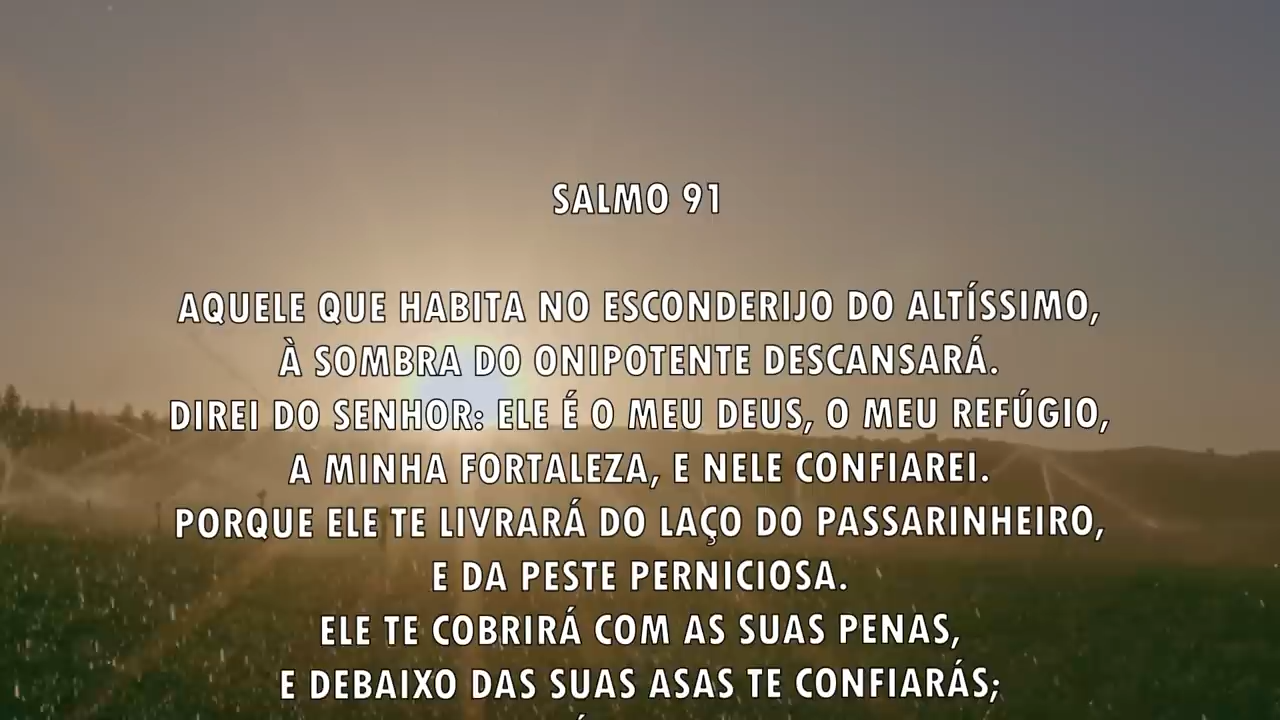 SALMO 91
AQUELE QUE HABITA NO ESCONDERIJO DO ALTÍSSIMO,
À SOMBRA DO ONIPOTENTE DESCANSARÁ.
DIREI DO SENHOR: ELE É O MEU DEUS, O MEU REFÚGIO,
A MINHA FORTALEZA, E NELE CONFIAREI.
PORQUE ELE TE LIVRARÁ DO LAÇO DO PASSARINHEIRO,
E DA PESTE PERNICIOSA.
ELE TE COBRIRÁ COM AS SUAS PENAS,
E DEBAIXO DAS SUAS ASAS TE CONFIARÁS;